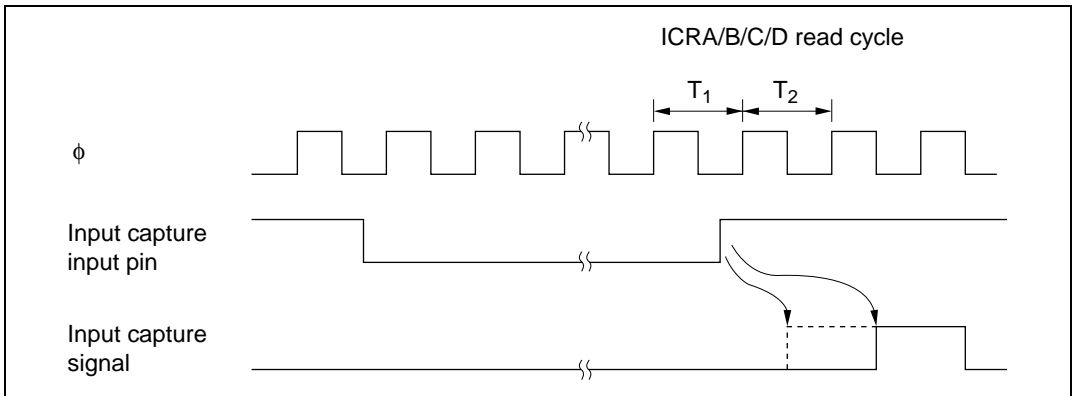 ICRA/B/C/D read cycle
T₁ T₂
ϕ
Input capture
input pin
Input capture
signal